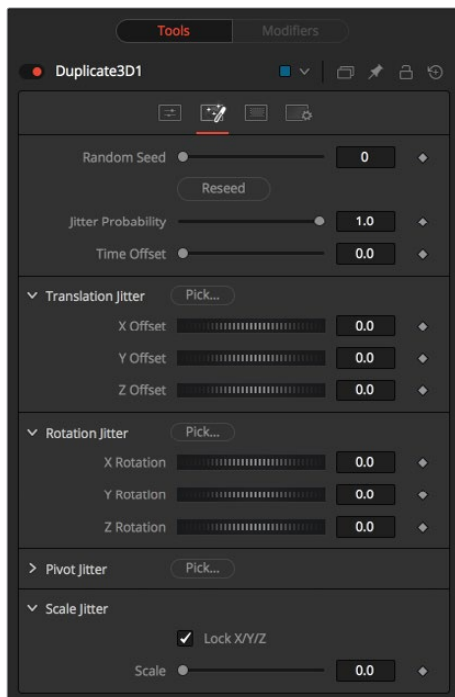 Tools Modifiers
Duplicate3D1
Random Seed 0
Reseed
Jitter Probability 1.0
Time Offset 0.0
Translation Jitter Pick...
X Offset 0.0
Y Offset 0.0
Z Offset 0.0
Rotation Jitter Pick...
X Rotation 0.0
Y Rotation 0.0
Z Rotation 0.0
Pivot Jitter Pick...
Scale Jitter
Lock X/Y/Z
Scale 0.0